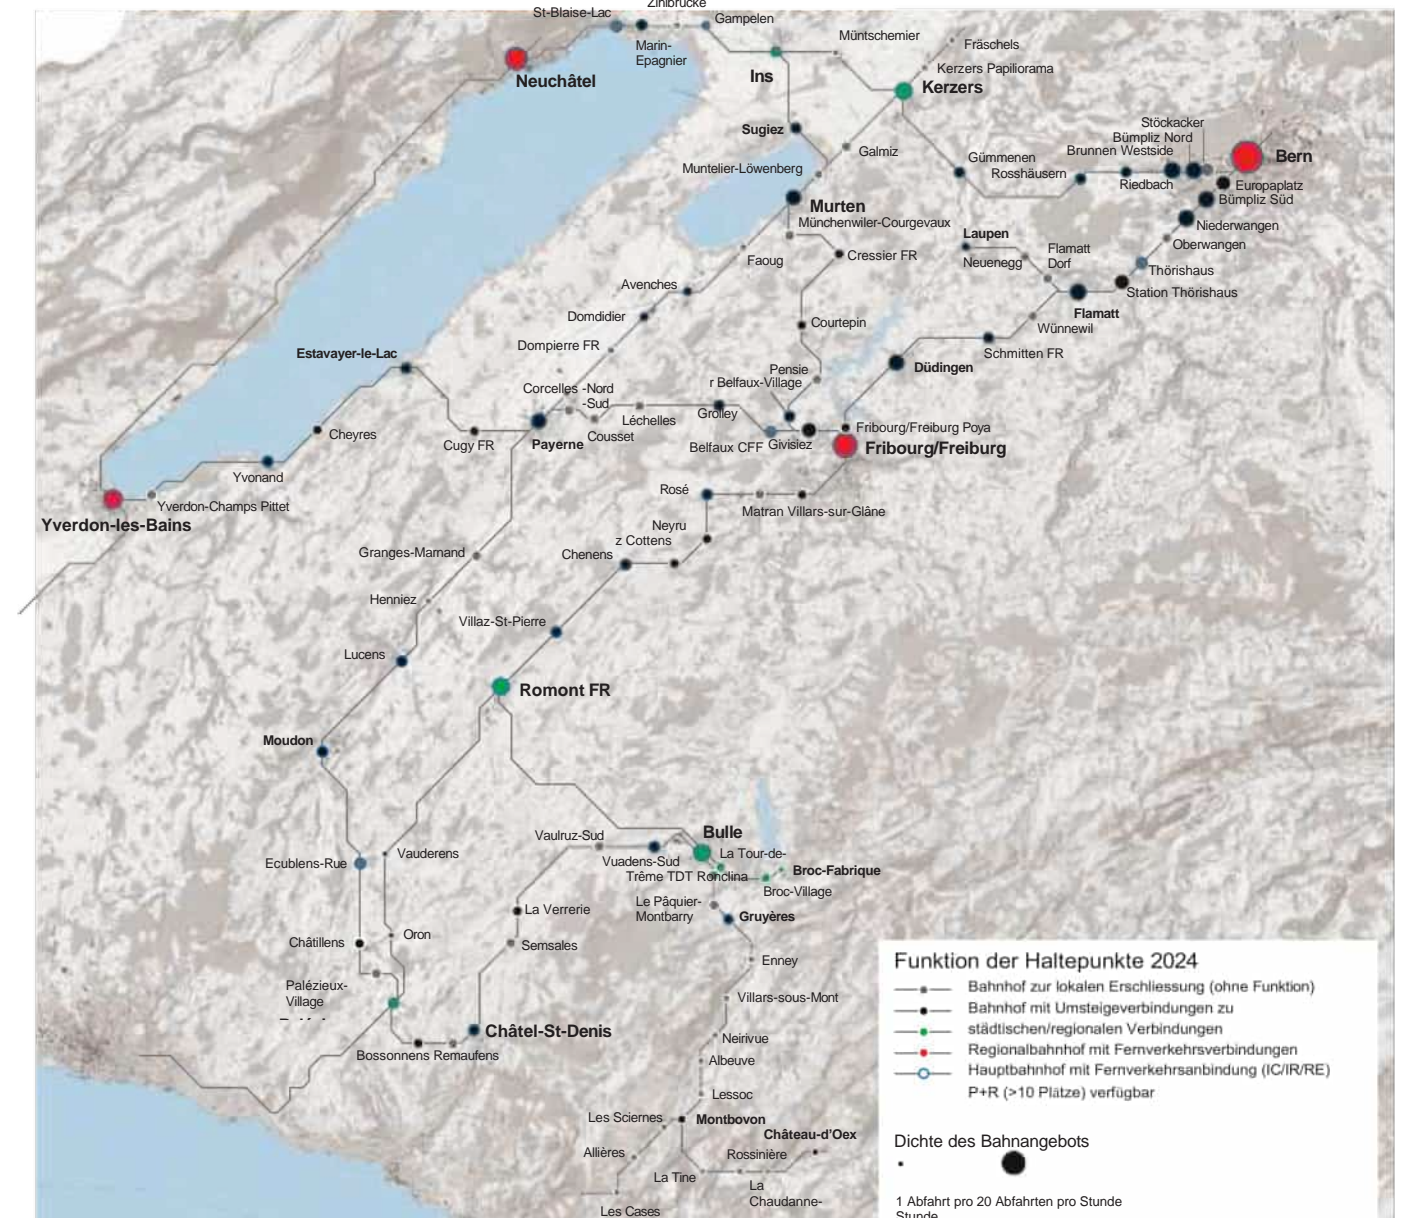 Zihlbrücke
St-Blaise-Lac
Gampelen
Marin-
Epagnier
Müntschemier
Fräschels
Neuchâtel
Ins
Kerzers Papiliorama
Kerzers
Sugiez
Stöckacker
Bümpliz Nord
Galmiz
Brunnen Westside
Bern
Gümmenen
Muntelier-Löwenberg
Rosshäusern
Riedbach
Europaplatz
Bümpliz Süd
Murten
Münchenwiler-Courgevaux
Niederwangen
Laupen
Oberwangen
Flamatt
Dorf
Cressier FR
Faoug
Neuenegg
Thörishaus
Avenches
Station Thörishaus
Domdidier
Flamatt
Courtepin
Wünnewil
Dompierre FR
Schmitten FR
Estavayer-le-Lac
Düdingen
Pensie
r Belfaux-Village
Corcelles -Nord
-Sud
Grolley
Léchelles
Fribourg/Freiburg Poya
Cheyres
Cousset
Cugy FR
Payerne
Belfaux CFF
Givisiez
Fribourg/Freiburg
Yvonand
Rosé
Yverdon-Champs Pittet
Matran Villars-sur-Glâne
Yverdon-les-Bains
Neyru
z Cottens
Granges-Marnand
Chenens
Henniez
Villaz-St-Pierre
Lucens
Romont FR
Moudon
Bulle
Vaulruz-Sud
Vauderens
La Tour-de-
Ecublens-Rue
Vuadens-Sud
Broc-Fabrique
Trême TDT Ronclina
Broc-Village
Le Pâquier-
Montbarry
La Verrerie
Gruyères
Oron
Châtillens
Semsales
Enney
Palézieux-
Village
Villars-sous-Mont
Châtel-St-Denis
Neirivue
Bossonnens Remaufens
Albeuve
Lessoc
Les Sciernes
Montbovon
Château-d'Oex
Allières
Rossinière
La Tine
La
Chaudanne-
Les Cases
Funktion der Haltepunkte 2024
Bahnhof zur lokalen Erschliessung (ohne Funktion)
Bahnhof mit Umsteigeverbindungen zu
städtischen/regionalen Verbindungen
Regionalbahnhof mit Fernverkehrsverbindungen
Hauptbahnhof mit Fernverkehrsanbindung (IC/IR/RE)
P+R (>10 Plätze) verfügbar
Dichte des Bahnangebots
1 Abfahrt pro 20 Abfahrten pro Stunde
Stunde